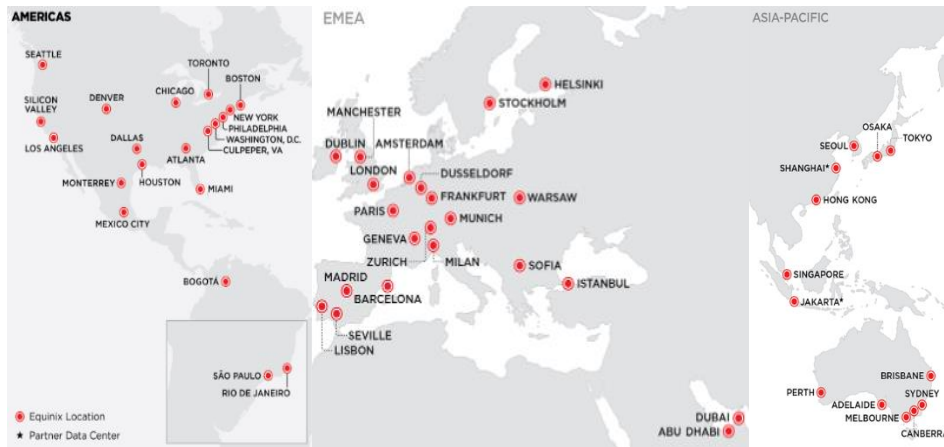 AMERICAS
SEATTLE
TORONTO
BOSTON
CHICAGO
SILICON
VALLEY
DENVER
NEW YORK
PHILADELPHIA
WASHINGTON, D.C.
CULPEPER, VA
LOS ANGELES
DALLAS
ATLANTA
HOUSTON
MONTERREY
MIAMI
MEXICO CITY
BOGOTÁ
SÃO PAULO
RIO DE JANEIRO
Equinix Location
★ Partner Data Center
EMEA
HELSINKI
STOCKHOLM
MANCHESTER
DUBLIN
AMSTERDAM
LONDON
DUSSELDORF
FRANKFURT
WARSAW
PARIS
MUNICH
GENEVA
ZURICH
MILAN
SOFIA
MADRID
BARCELONA
ISTANBUL
SEVILLE
LISBON
DUBAI
ABU DHABI
ASIA-PACIFIC
OSAKA
TOKYO
SEOUL
SHANGHAI★
HONG KONG
SINGAPORE
JAKARTA★
BRISBANE
PERTH
ADELAIDE
SYDNEY
MELBOURNE
CANBERRA